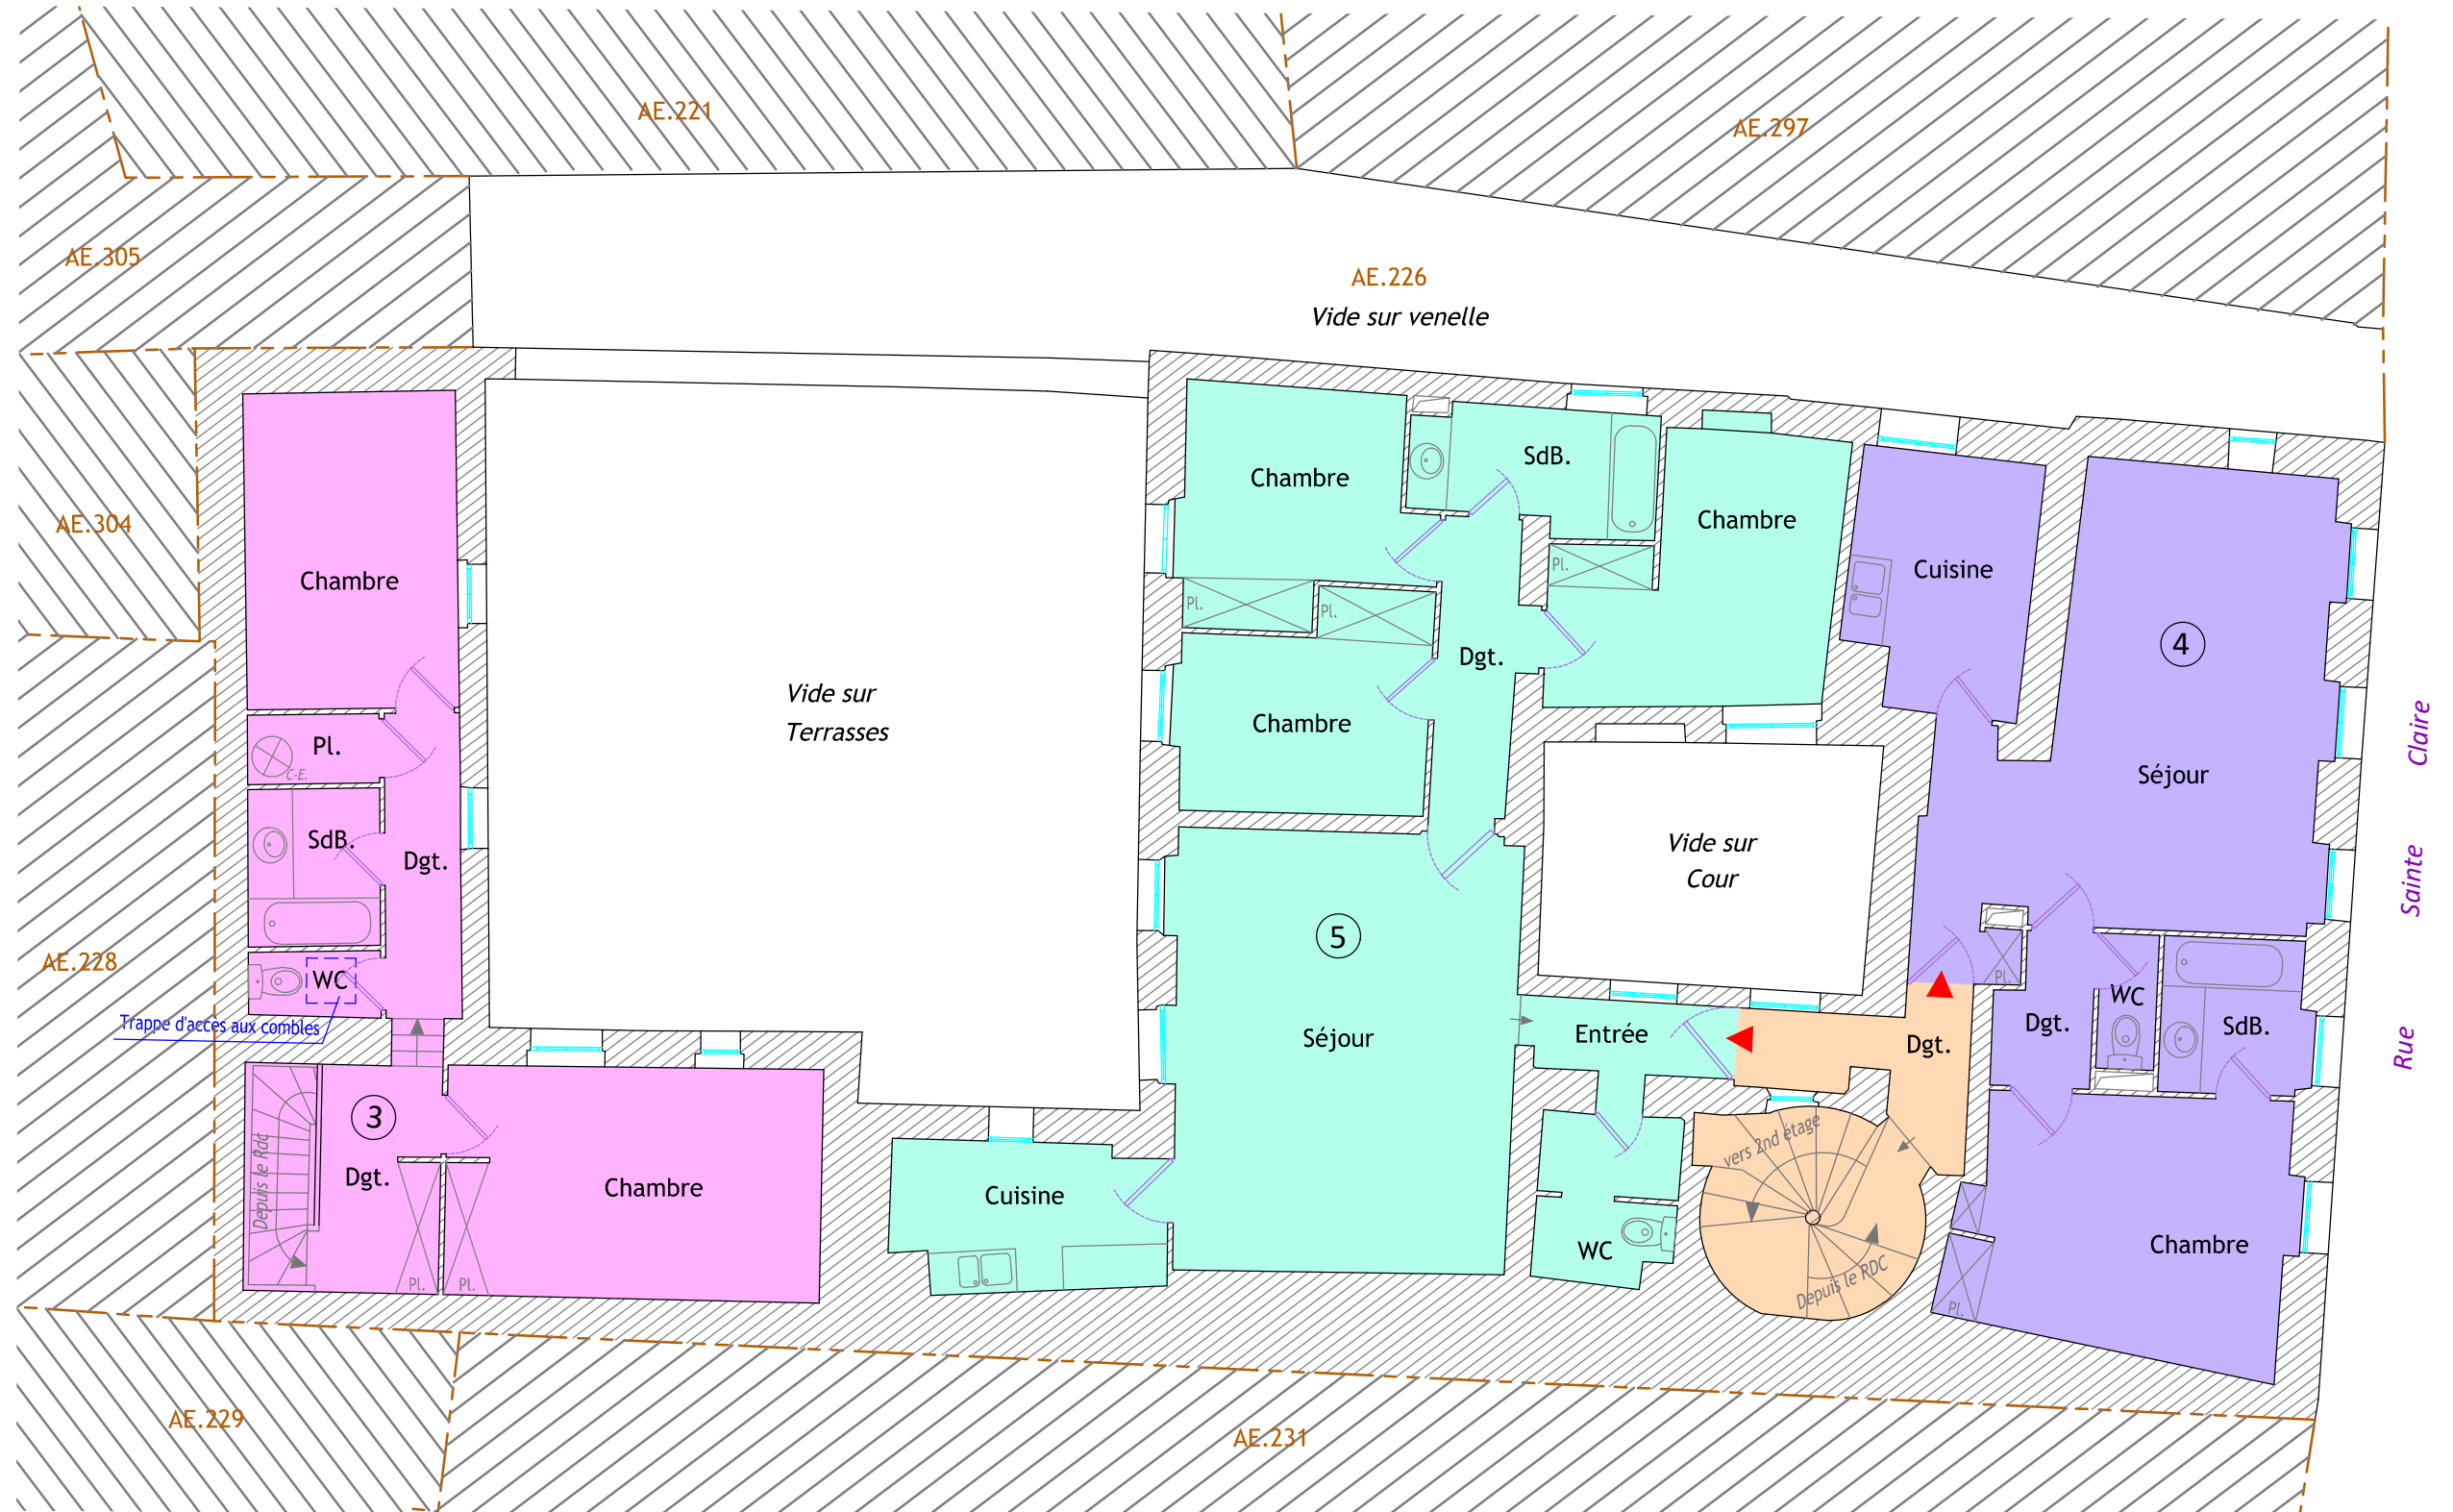 AE.221
AE.297
AE.305
AE.226
Vide sur venelle
AE.304
AE.228
Chambre
Pl.
C-E.
SdB.
Dgt.
WC
Trappe d'acces aux combles
3
Depuis le Rdc
Dgt.
Pl.
Pl.
Chambre
Vide sur
Terrasses
Chambre
SdB.
Chambre
Pl.
Pl.
Pl.
Dgt.
Chambre
5
Séjour
Cuisine
Vide sur
Cour
Entrée
WC
Dgt.
vers 2nd étage
Depuis le RDC
Cuisine
4
Séjour
Pl.
WC
Dgt.
SdB.
Chambre
Pl.
Rue Sainte Claire
AE.229
AE.231